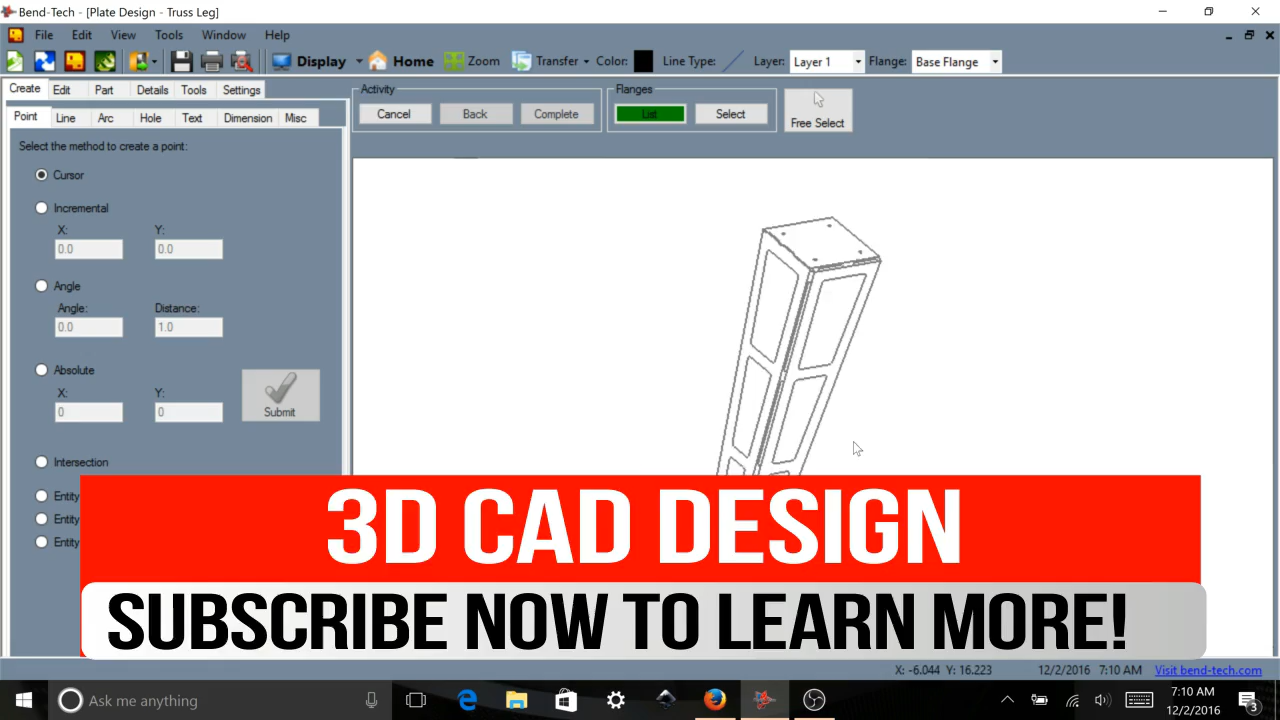 Bend-Tech - [Plate Design - Truss Leg]
File Edit View Tools Window Help
Display Home Zoom Transfer Color: Line Type: Layer: Layer 1 Flange: Base Flange
Create Edit Part Details Tools Settings
Point Line Arc Hole Text Dimension Misc
Activity
Cancel Back Complete
Flanges
List Select
Free Select
Select the method to create a point:
Cursor
Incremental
X: Y:
0.0 0.0
Angle
Angle: Distance:
0.0 1.0
Absolute
X: Y:
0 0
Submit
Intersection
Entity
Entity
Entity
3D CAD DESIGN
SUBSCRIBE NOW TO LEARN MORE!
X: -6.044 Y: 16.223 12/2/2016 7:10 AM Visit bend-tech.com
Ask me anything
7:10 AM
12/2/2016
3